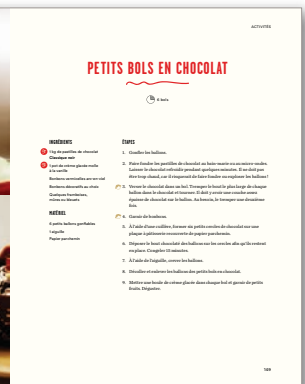 ACTIVITÉS
PETITS BOLS EN CHOCOLAT
6 bols
INGRÉDIENTS
1 kg de pastilles de chocolat
Classique noir
1 pot de crème glacée molle
à la vanille
Bonbons vermicelles arc-en-ciel
Bonbons décoratifs au choix
Quelques framboises,
mûres ou bleuets
MATÉRIEL
6 petits ballons gonflables
1 aiguille
Papier parchemin
ÉTAPES
1. Gonfler les ballons.
2. Faire fondre les pastilles de chocolat au bain-marie ou au micro-ondes.
Laisser le chocolat refroidir pendant quelques minutes. Il ne doit pas
être trop chaud, car il risquerait de faire fondre ou exploser les ballons !
3. Verser le chocolat dans un bol. Tremper le bout le plus large de chaque
ballon dans le chocolat et tourner. Il doit y avoir une couche assez
épaisse de chocolat sur le ballon. Au besoin, le tremper une deuxième
fois.
4. Garnir de bonbons.
5. À l'aide d'une cuillère, former six petits cercles de chocolat sur une
plaque à pâtisserie recouverte de papier parchemin.
6. Déposer le bout chocolaté des ballons sur les cercles afin qu'ils restent
en place. Congeler 15 minutes.
7. À l'aide de l'aiguille, crever les ballons.
8. Décoller et enlever les ballons des petits bols en chocolat.
9. Mettre une boule de crème glacée dans chaque bol et garnir de petits
fruits. Déguster.
169